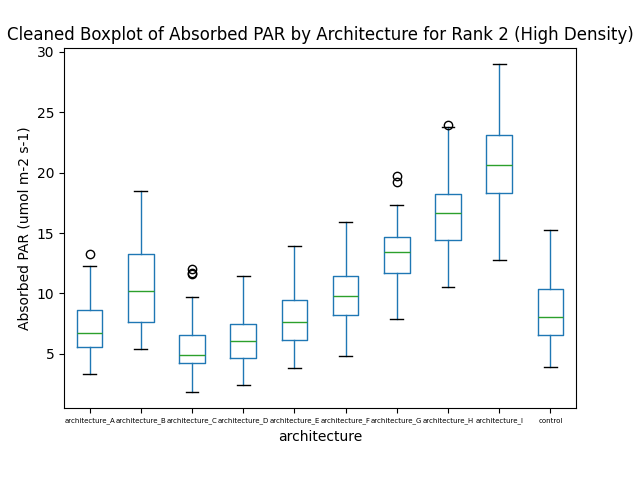 Cleaned Boxplot of Absorbed PAR by Architecture for Rank 2 (High Density)
Absorbed PAR (umol m-2 s-1)
30
25
20
15
10
5
architecture_A architecture_B architecture_C architecture_D architecture_E architecture_F architecture_G architecture_H architecture_I control
architecture